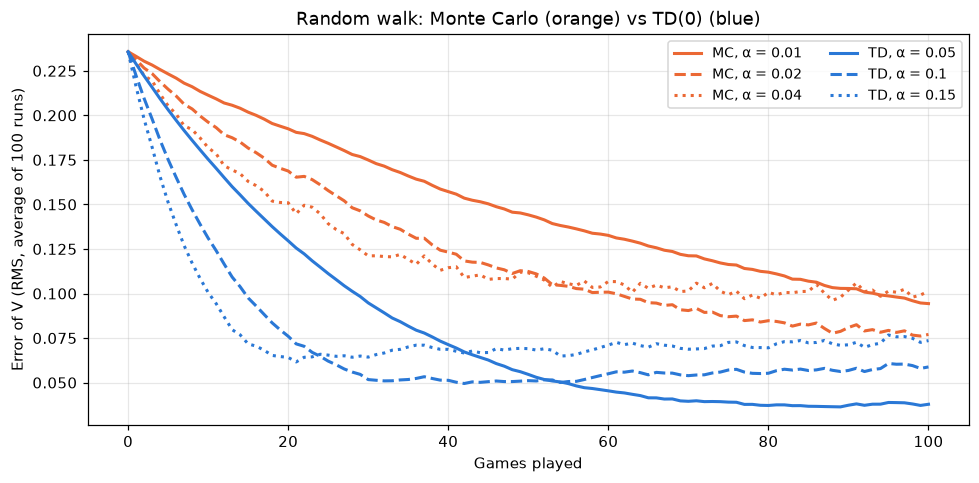 Random walk: Monte Carlo (orange) vs TD(0) (blue)
MC, α = 0.01
MC, α = 0.02
MC, α = 0.04
TD, α = 0.05
TD, α = 0.1
TD, α = 0.15
Error of V (RMS, average of 100 runs)
0.225
0.200
0.175
0.150
0.125
0.100
0.075
0.050
0 20 40 60 80 100
Games played